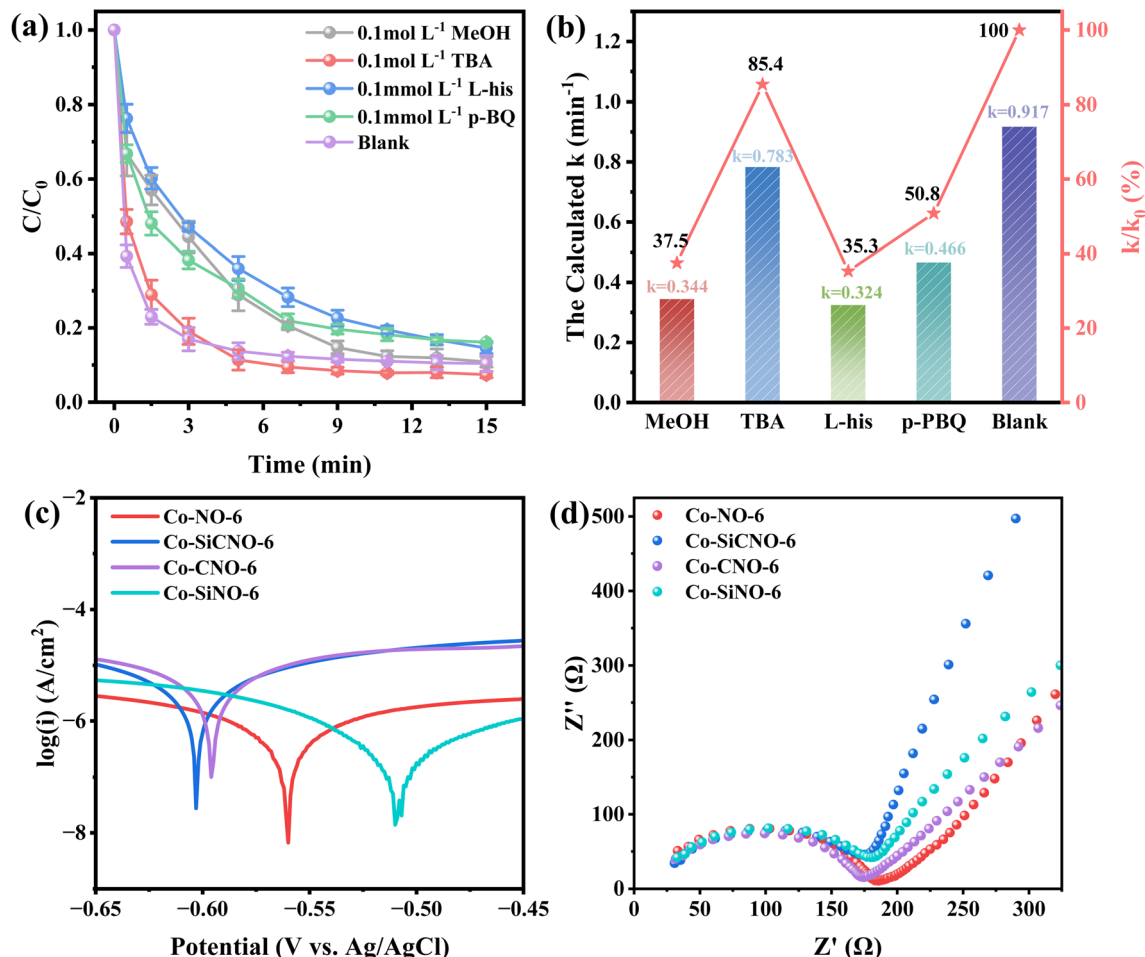 (a)
1.0
0.8
0.6
0.4
0.2
0.0
C/C₀
0
3
6
9
12
15
Time (min)
0.1mol L⁻¹ MeOH
0.1mol L⁻¹ TBA
0.1mmol L⁻¹ L-his
0.1mmol L⁻¹ p-BQ
Blank
(b)
1.2
1.0
0.8
0.6
0.4
0.2
0.0
The Calculated k (min⁻¹)
37.5
k=0.344
85.4
k=0.783
35.3
k=0.324
50.8
k=0.466
100
k=0.917
MeOH
TBA
L-his
p-PBQ
Blank
100
80
60
40
20
0
k/k₀ (%)
(c)
−2
−4
−6
−8
log(i) (A/cm²)
Co-NO-6
Co-SiCNO-6
Co-CNO-6
Co-SiNO-6
−0.65
−0.60
−0.55
−0.50
−0.45
Potential (V vs. Ag/AgCl)
(d)
500
400
300
200
100
0
Z'' (Ω)
Co-NO-6
Co-SiCNO-6
Co-CNO-6
Co-SiNO-6
0
50
100
150
200
250
300
Z' (Ω)